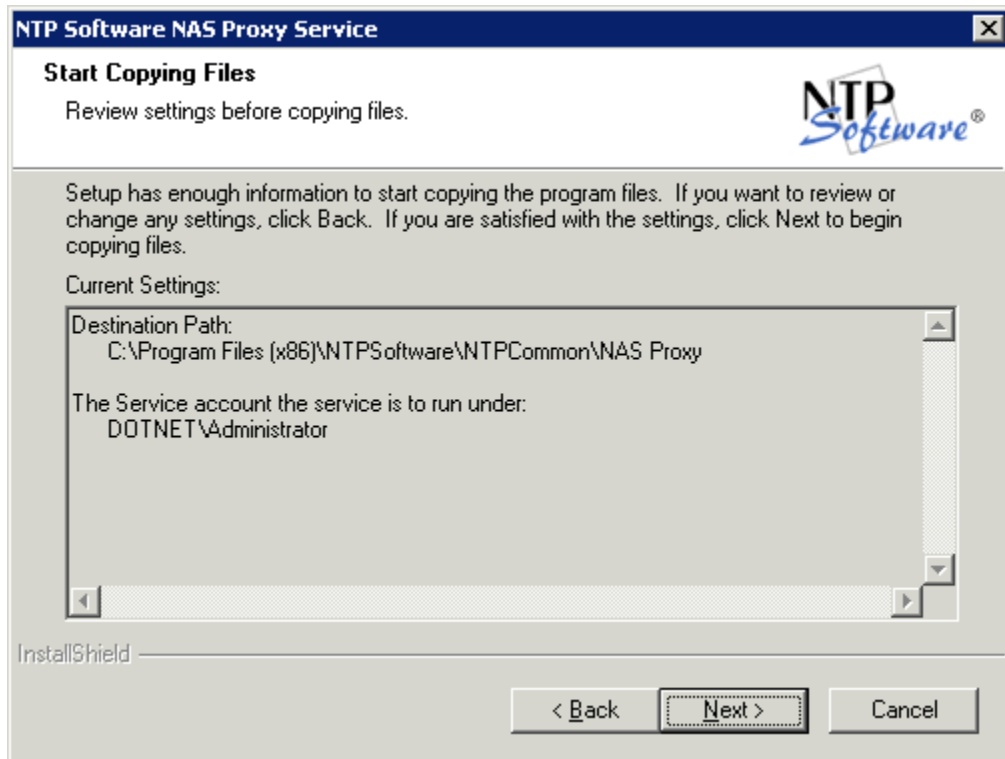 NTP Software NAS Proxy Service
Start Copying Files
Review settings before copying files.
NTP
Software®
Setup has enough information to start copying the program files.  If you want to review or
change any settings, click Back.  If you are satisfied with the settings, click Next to begin
copying files.
Current Settings:
Destination Path:
C:\Program Files (x86)\NTPSoftware\NTPCommon\NAS Proxy
The Service account the service is to run under:
DOTNET\Administrator
InstallShield
< Back
Next >
Cancel